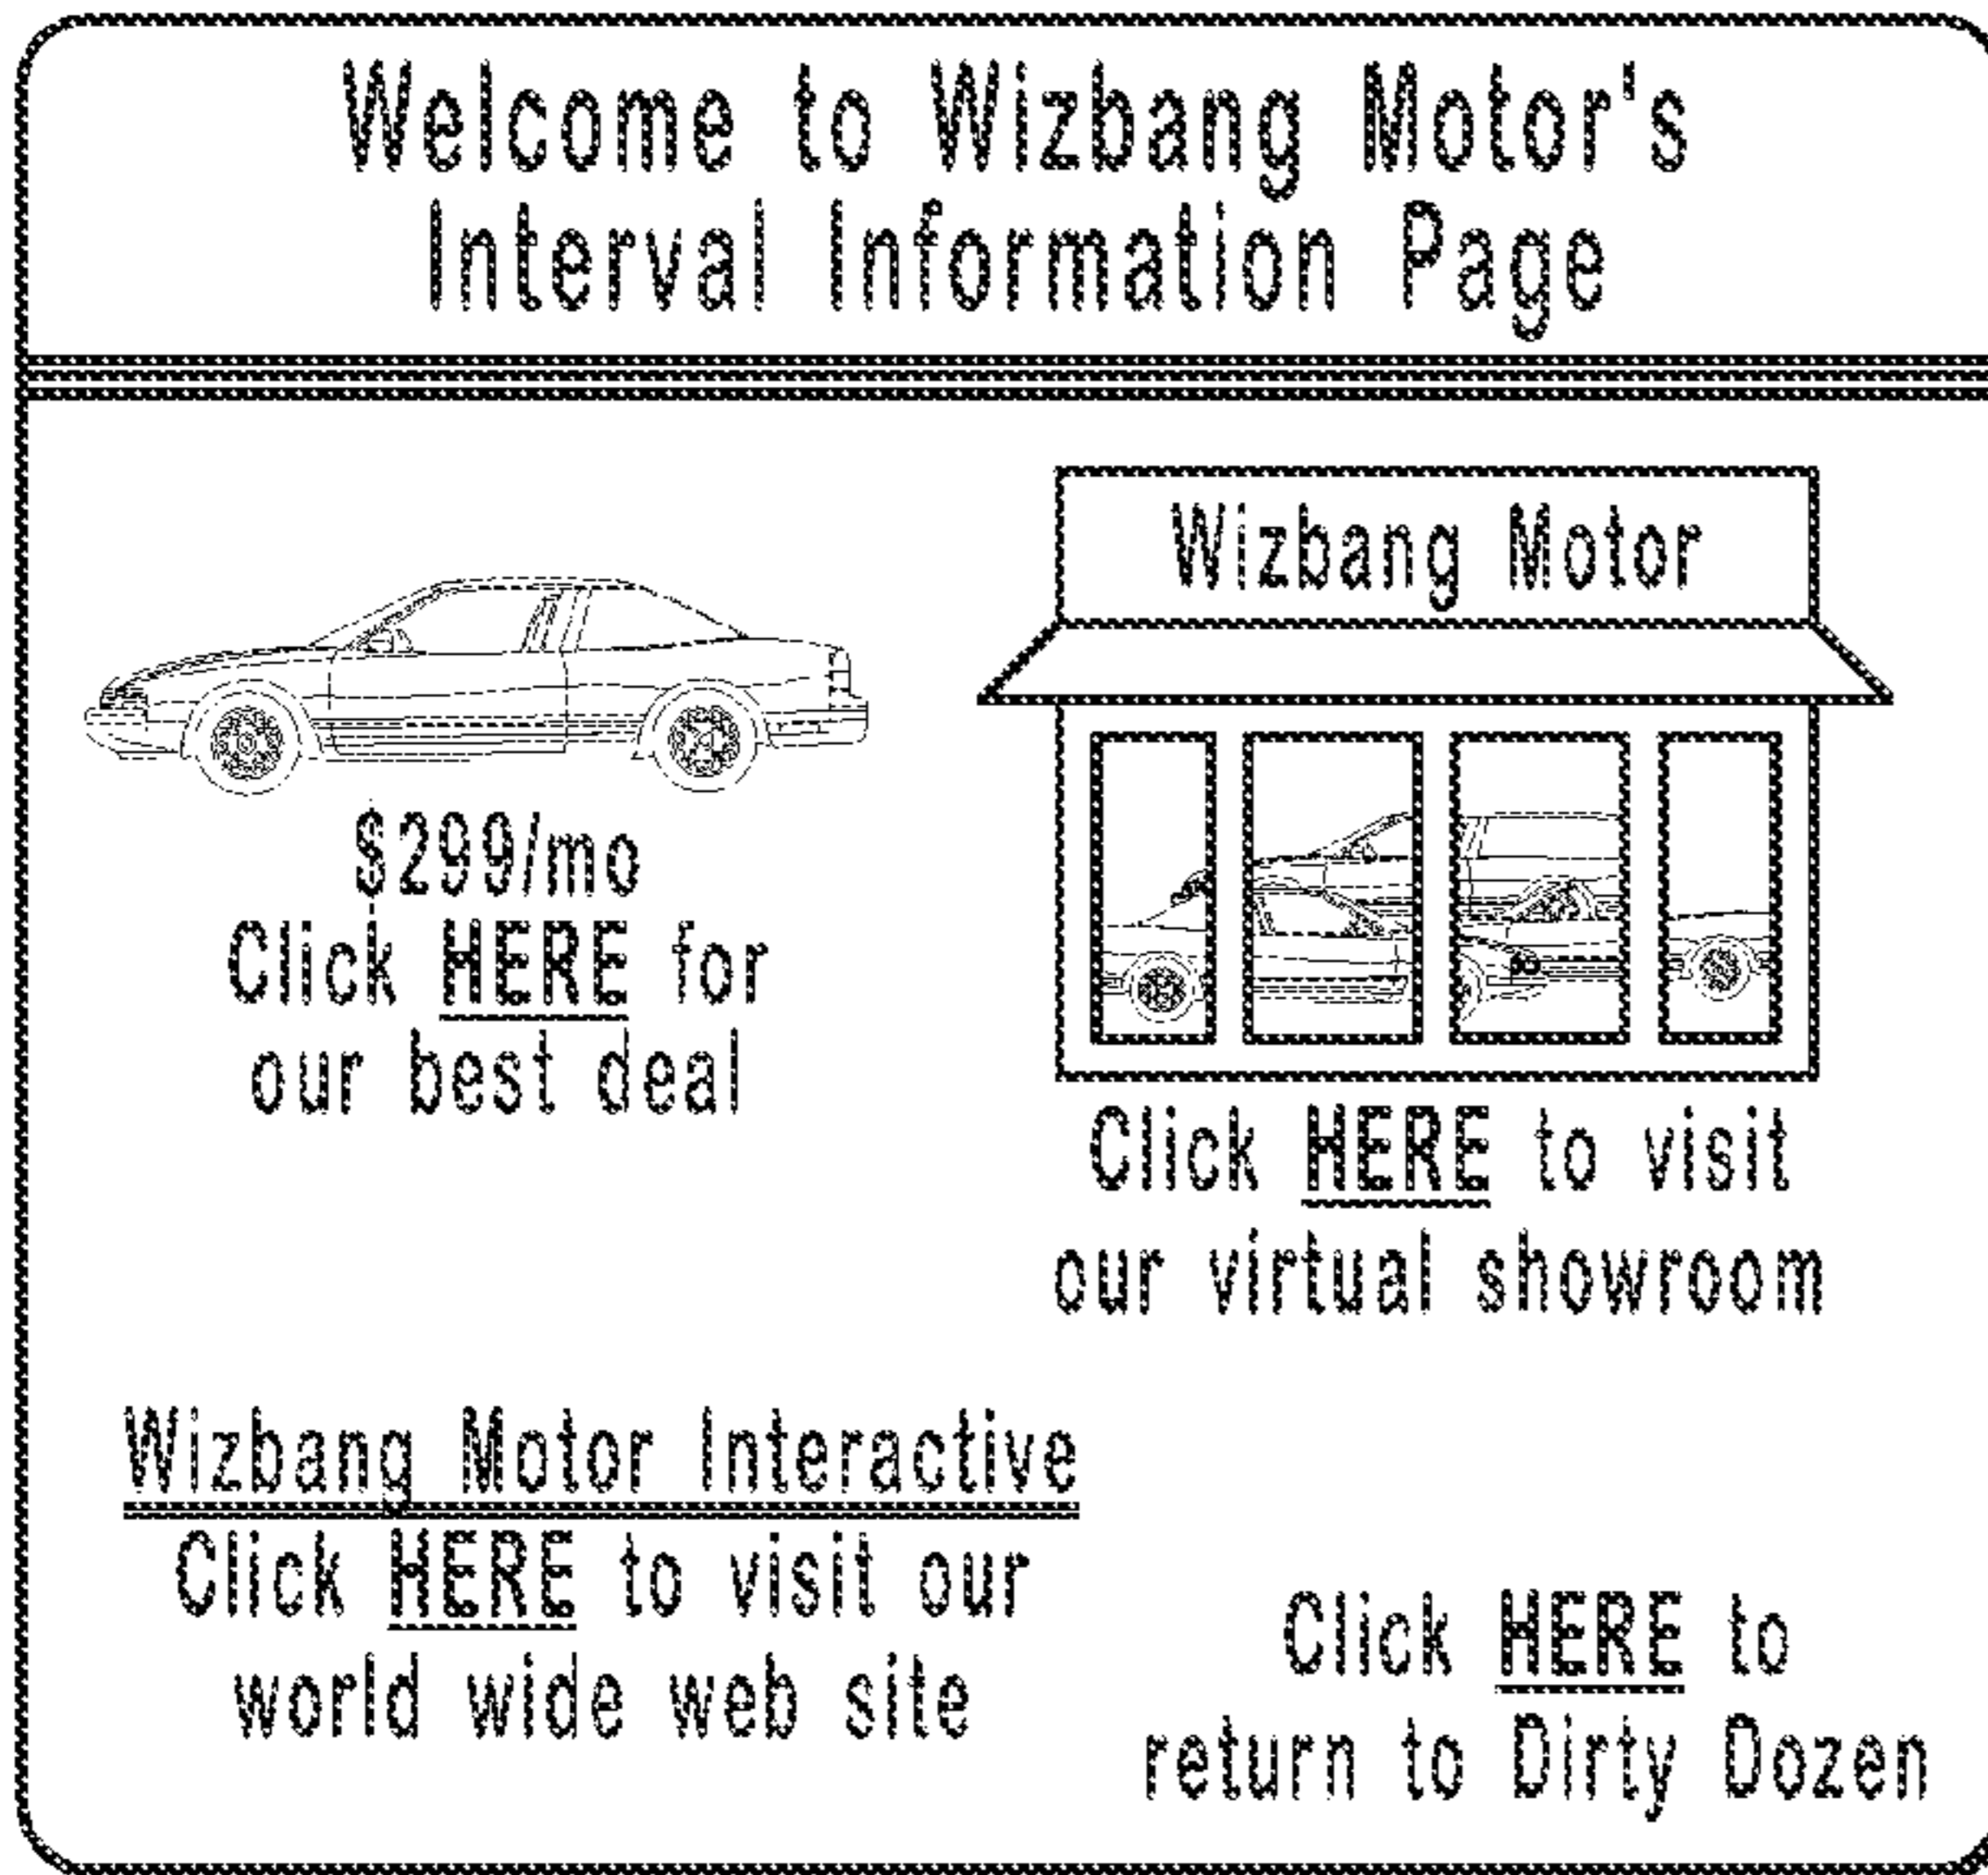 Welcome to Wizbang Motor's
Interval Information Page
$299/mo
Click HERE for
our best deal
Wizbang Motor
Click HERE to visit
our virtual showroom
Wizbang Motor Interactive
Click HERE to visit our
world wide web site
Click HERE to
return to Dirty Dozen